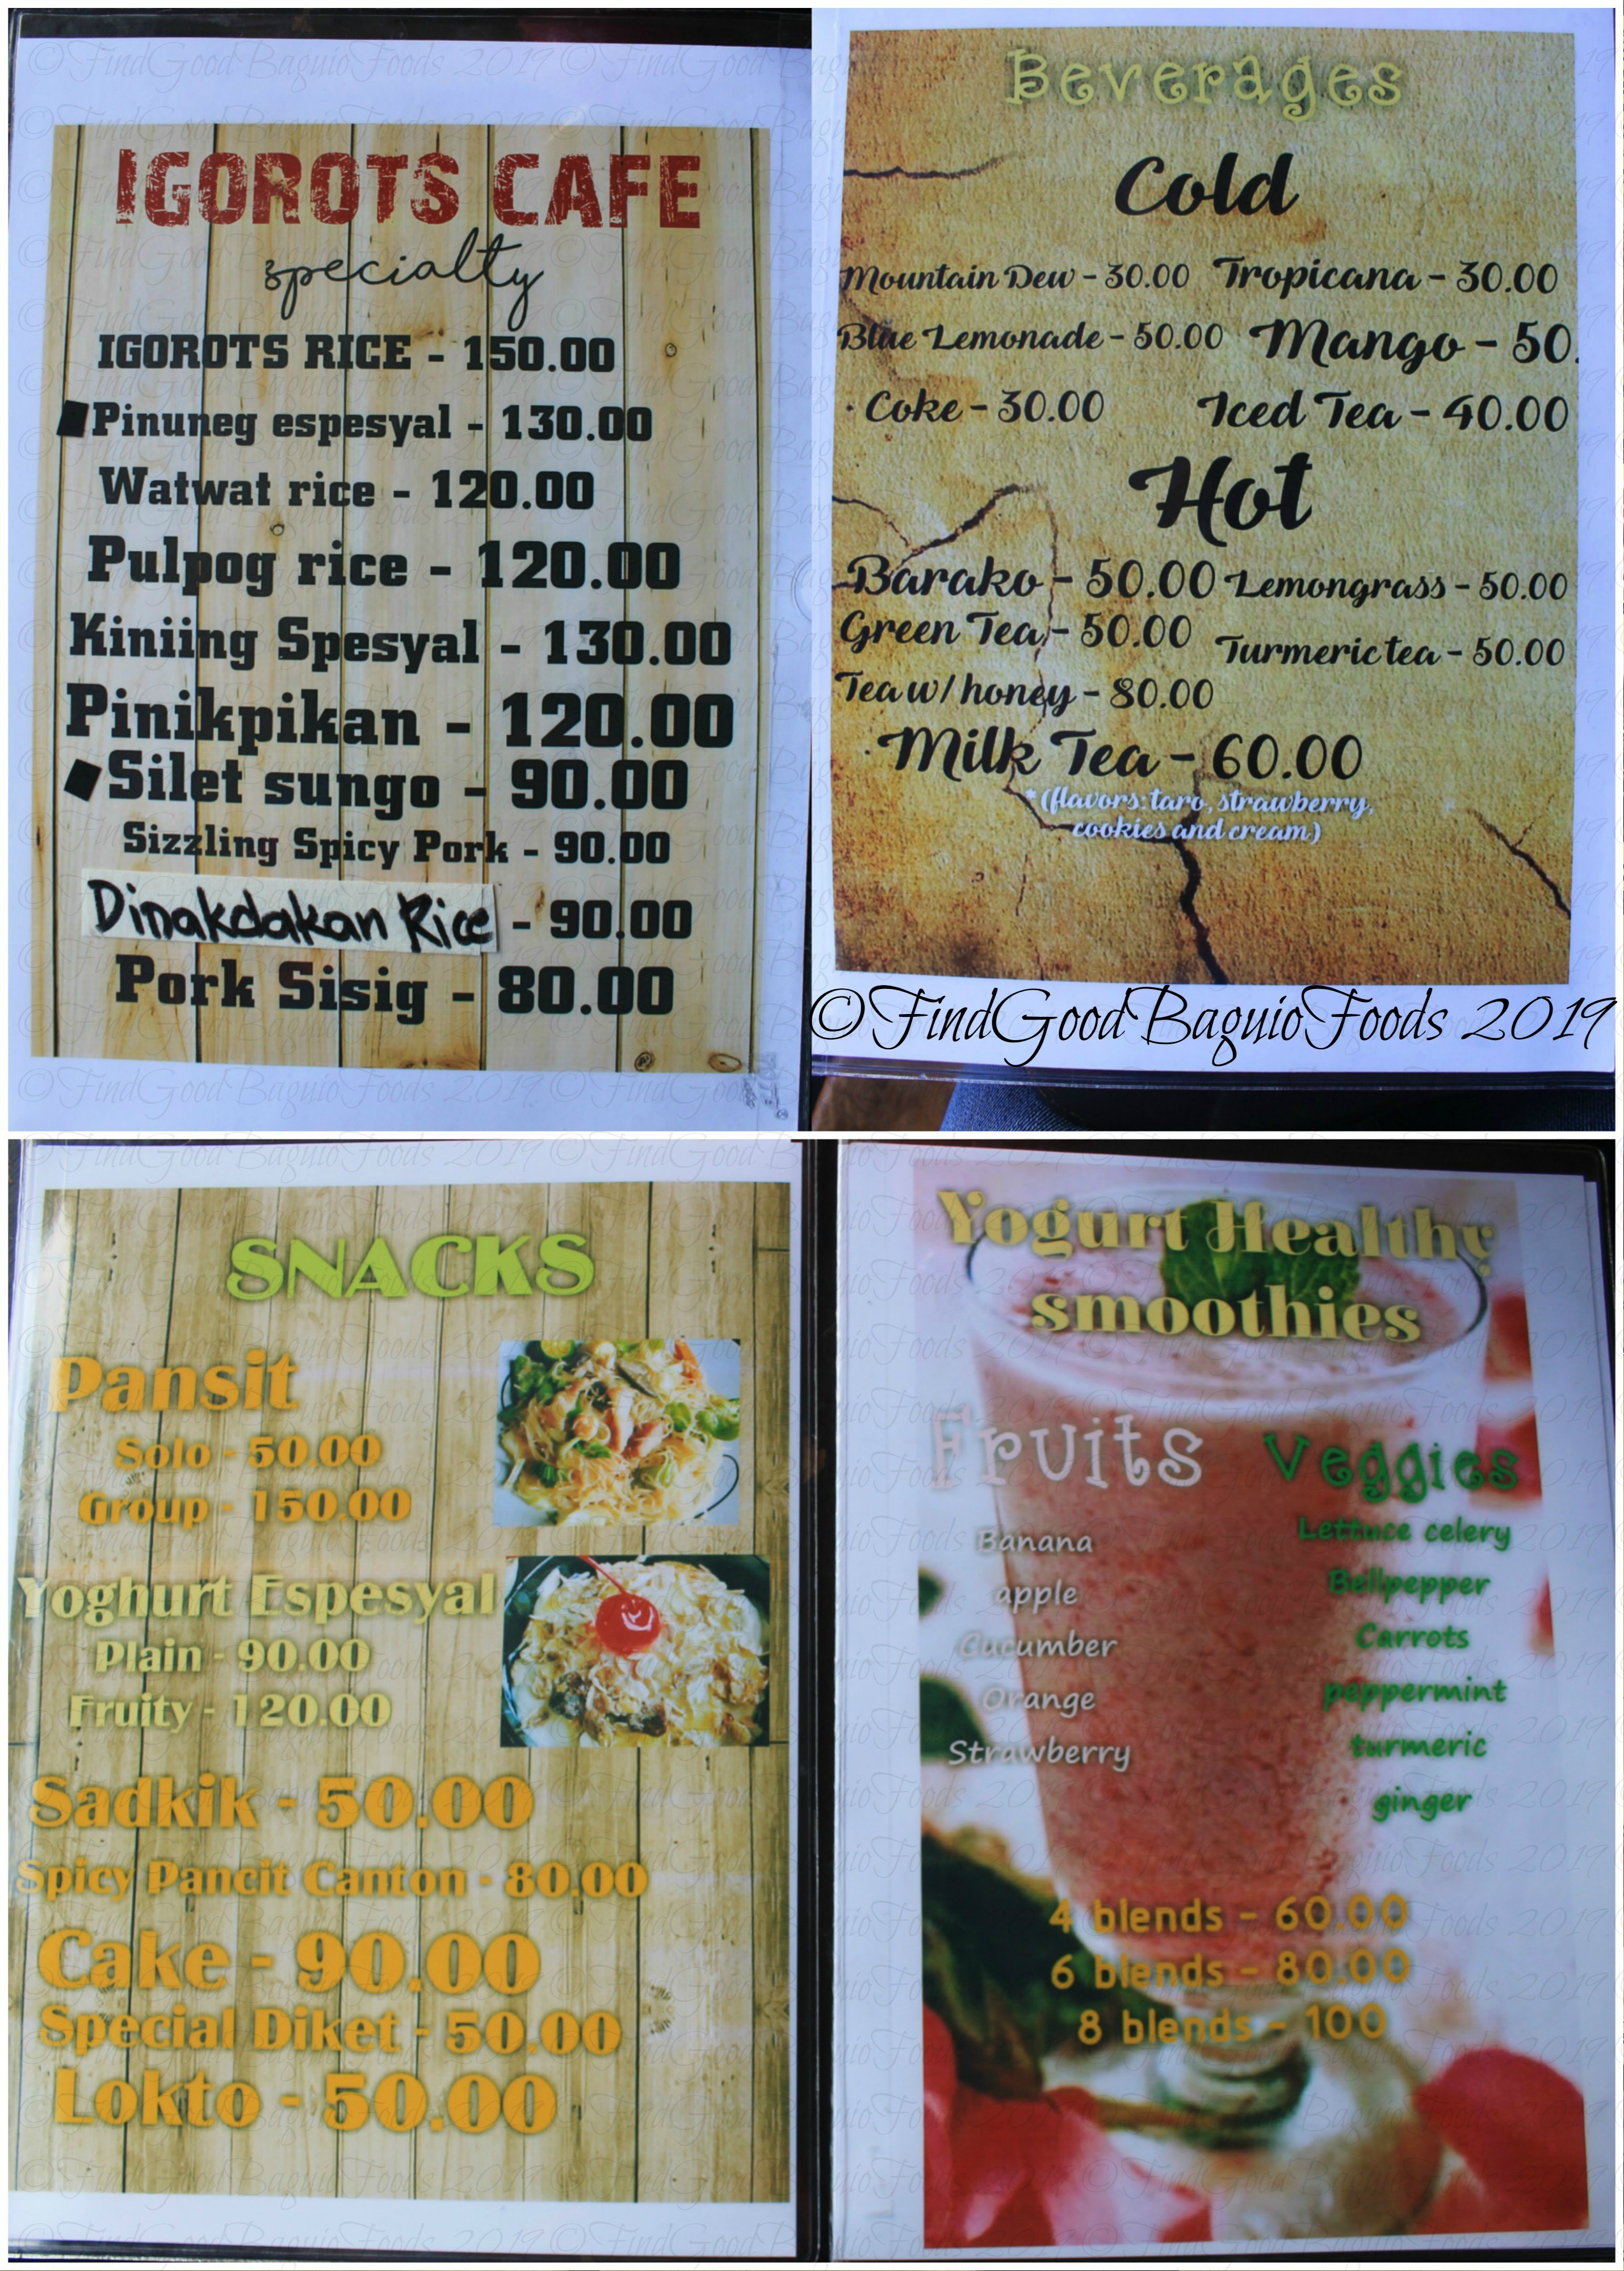 IGOROTS CAFE
specialty
IGOROTS RICE - 150.00
Pinuneg espesyal - 130.00
Watwat rice - 120.00
Pulpog rice - 120.00
Kiniing Spesyal - 130.00
Pinikpikan - 120.00
Silet sungo - 90.00
Sizzling Spicy Pork - 90.00
Dinakdakan Rice - 90.00
Pork Sisig - 80.00
Beverages
Cold
Mountain Dew - 30.00 Tropicana - 30.00
Blue Lemonade - 50.00 Mango - 50.
Coke - 30.00 Iced Tea - 40.00
Hot
Barako - 50.00 Lemongrass - 50.00
Green Tea - 50.00 Turmeric tea - 50.00
Tea w/ honey - 80.00
Milk Tea - 60.00
*(flavors: taro, strawberry,
cookies and cream)
©FindGoodBaguioFoods 2019
SNACKS
Pansit
Solo - 50.00
Group - 150.00
Yoghurt Espesyal
Plain - 90.00
Fruity - 120.00
Sadkik - 50.00
Spicy Pancit Canton - 80.00
Cake - 90.00
Special Diket - 50.00
Lokto - 50.00
Yogurt Healthy
smoothies
Fruits Veggies
Banana Lettuce celery
apple Bellpepper
Cucumber Carrots
Orange peppermint
Strawberry turmeric
ginger
4 blends - 60.00
6 blends - 80.00
8 blends - 100